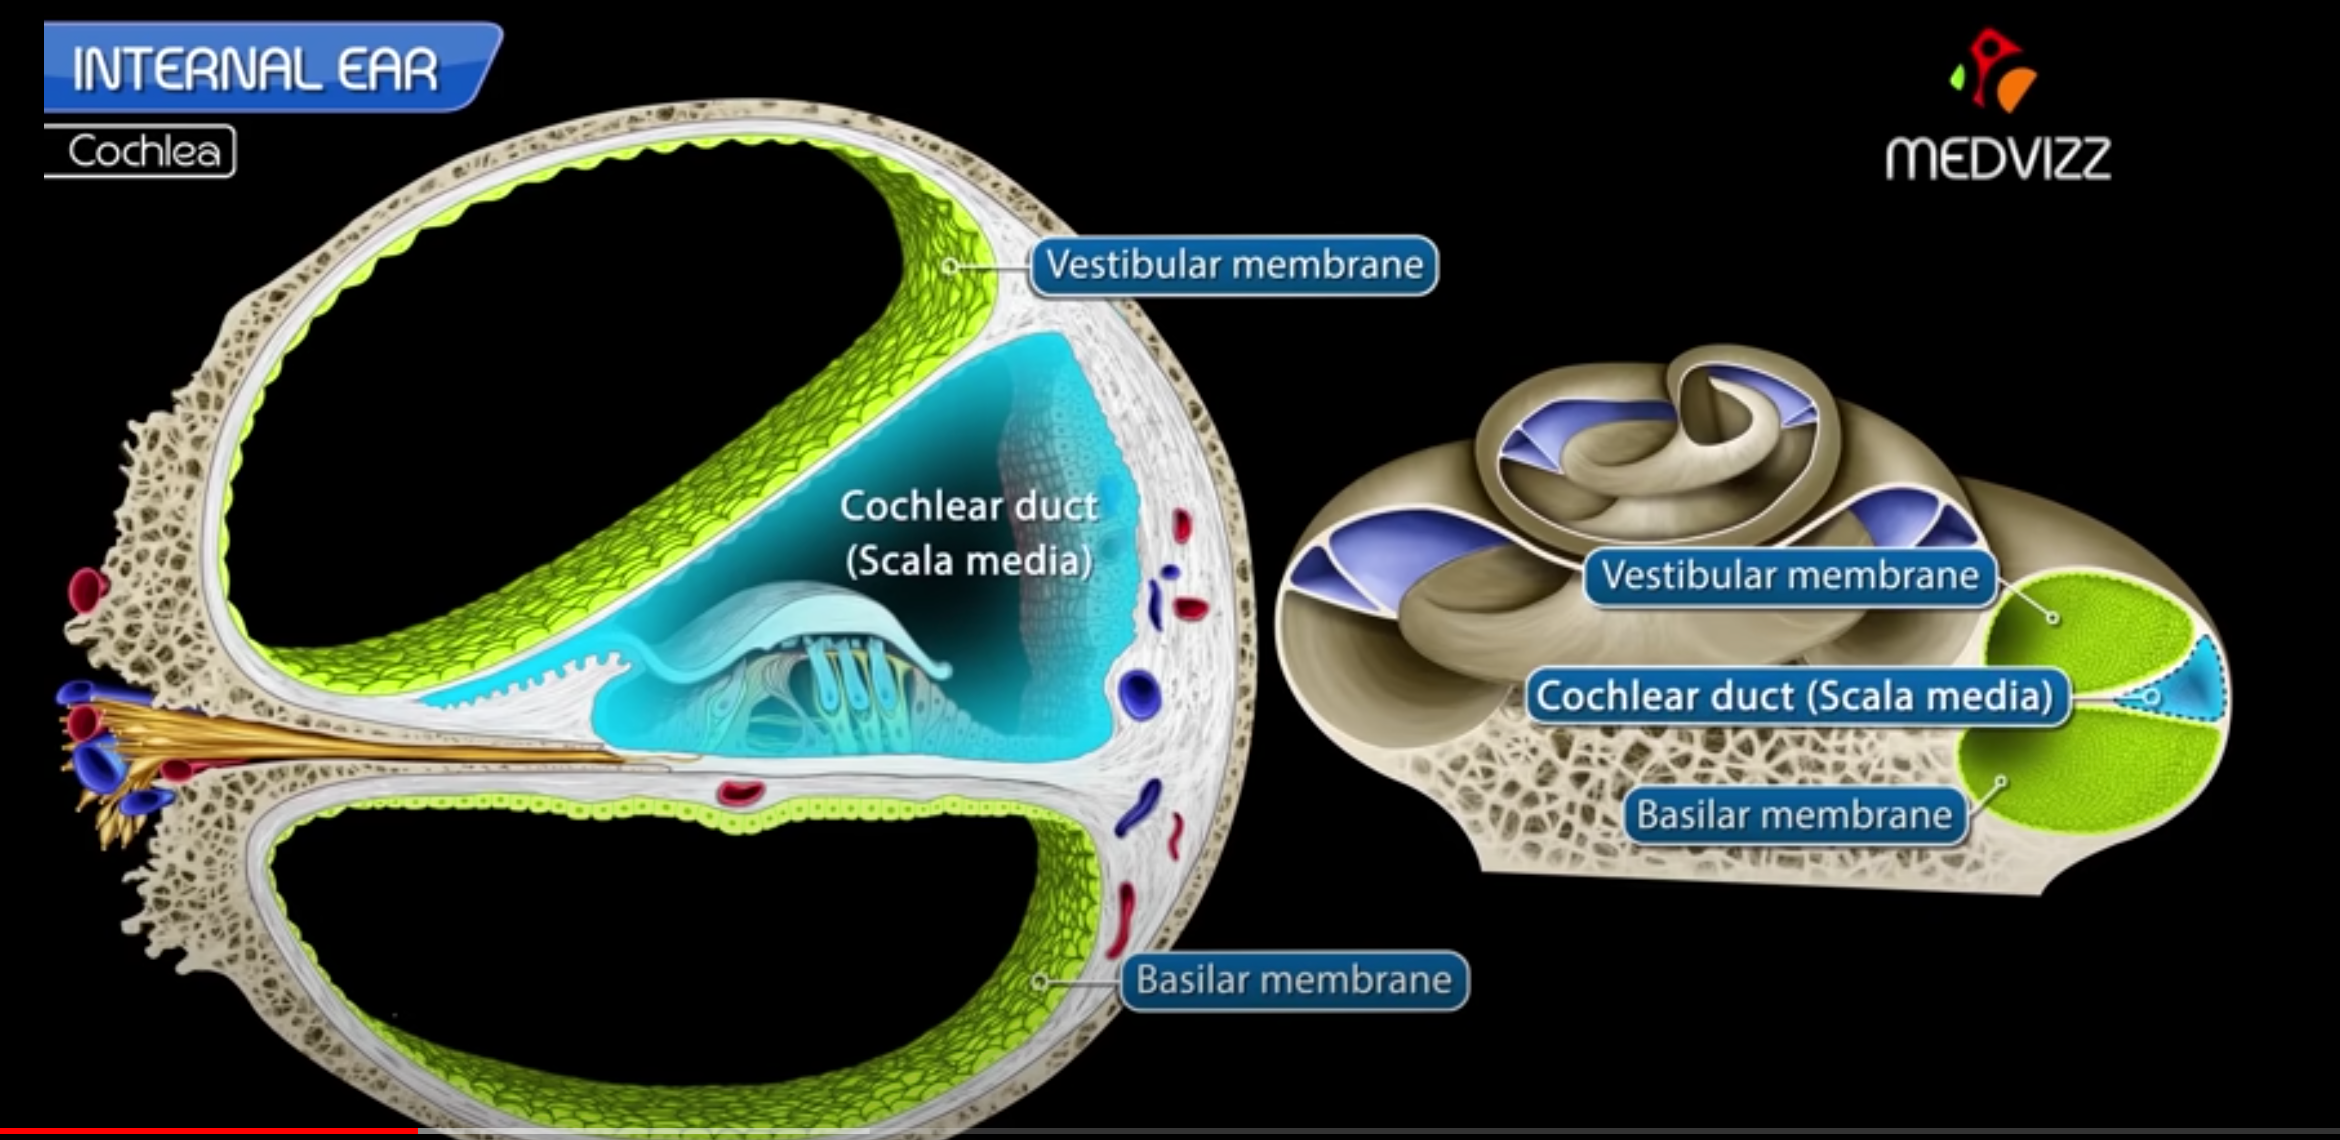 INTERNAL EAR
Cochlea
MEDVIZZ
Vestibular membrane
Cochlear duct
(Scala media)
Basilar membrane
Vestibular membrane
Cochlear duct (Scala media)
Basilar membrane